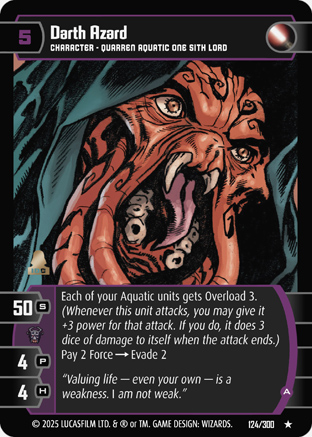 5 Darth Azard
CHARACTER - QUARREN AQUATIC ONE SITH LORD
50 S
4 P
4 H
Each of your Aquatic units gets Overload 3.
(Whenever this unit attacks, you may give it
+3 power for that attack. If you do, it does 3
dice of damage to itself when the attack ends.)
Pay 2 Force → Evade 2
“Valuing life — even your own — is a
weakness. I am not weak.”
A
© 2025 LUCASFILM LTD. & ® or TM. GAME DESIGN: WIZARDS. 124/300 ★